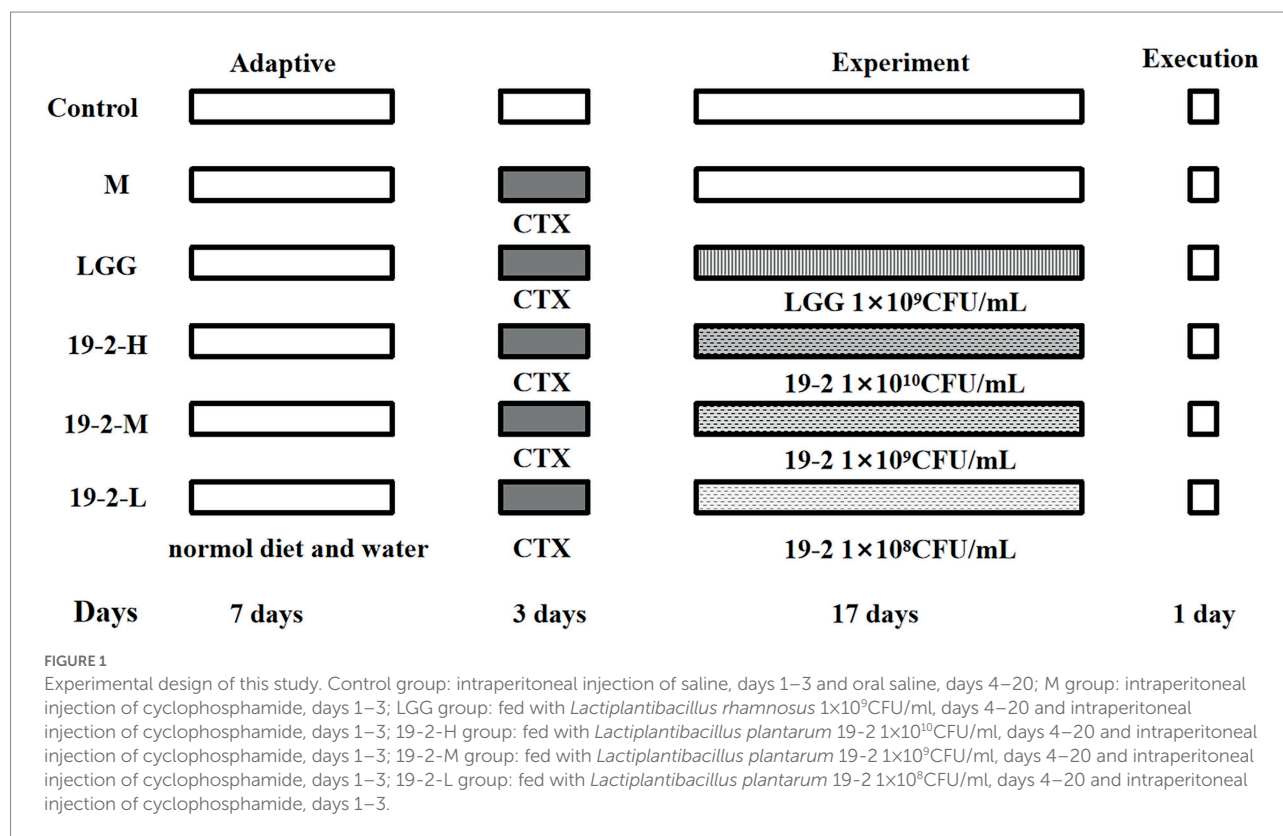 Adaptive Experiment Execution
Control
M
CTX
LGG
CTX LGG 1×10⁹CFU/mL
19-2-H
CTX 19-2 1×10¹⁰CFU/mL
19-2-M
CTX 19-2 1×10⁹CFU/mL
19-2-L
normol diet and water CTX 19-2 1×10⁸CFU/mL
Days 7 days 3 days 17 days 1 day
FIGURE 1
Experimental design of this study. Control group: intraperitoneal injection of saline, days 1–3 and oral saline, days 4–20; M group: intraperitoneal
injection of cyclophosphamide, days 1–3; LGG group: fed with Lactiplantibacillus rhamnosus 1×10⁹CFU/ml, days 4–20 and intraperitoneal
injection of cyclophosphamide, days 1–3; 19-2-H group: fed with Lactiplantibacillus plantarum 19-2 1×10¹⁰CFU/ml, days 4–20 and intraperitoneal
injection of cyclophosphamide, days 1–3; 19-2-M group: fed with Lactiplantibacillus plantarum 19-2 1×10⁹CFU/ml, days 4–20 and intraperitoneal
injection of cyclophosphamide, days 1–3; 19-2-L group: fed with Lactiplantibacillus plantarum 19-2 1×10⁸CFU/ml, days 4–20 and intraperitoneal
injection of cyclophosphamide, days 1–3.